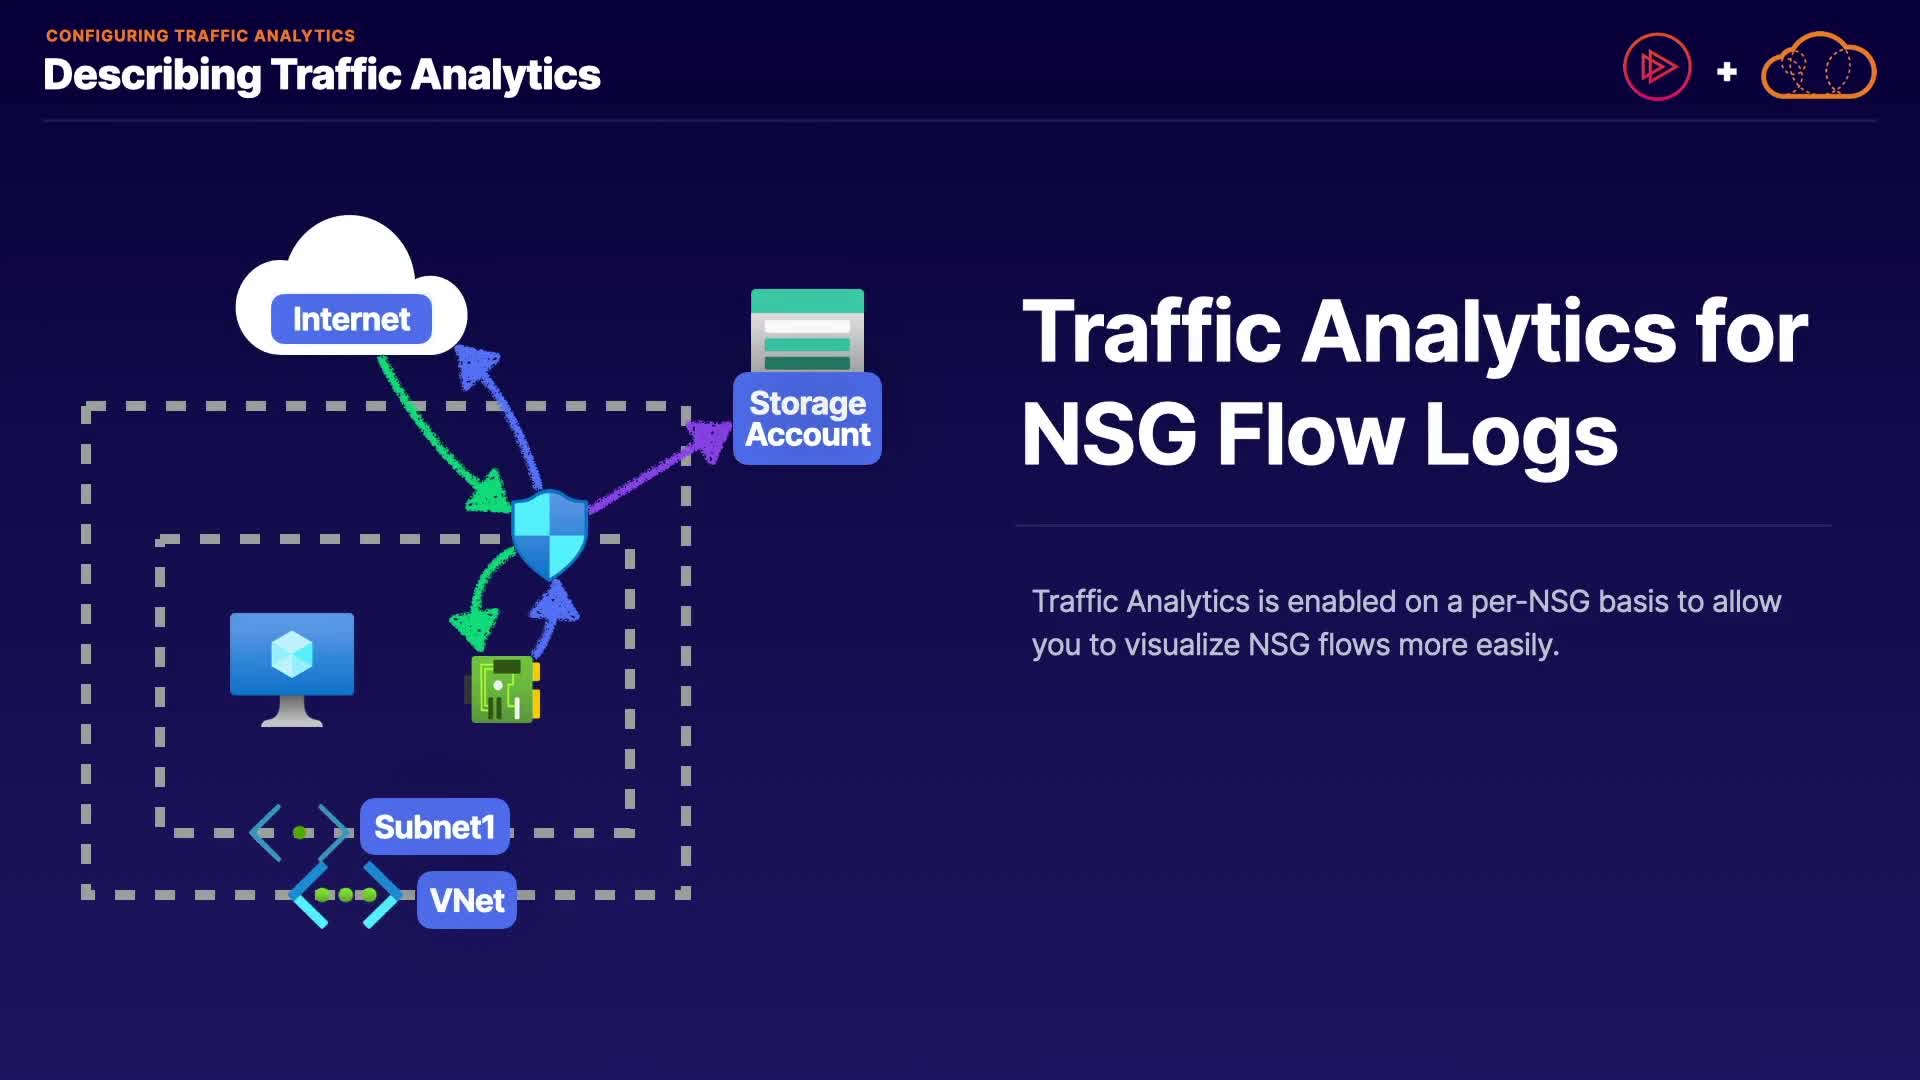 CONFIGURING TRAFFIC ANALYTICS
Describing Traffic Analytics
+
Internet
Storage
Account
Subnet1
VNet
Traffic Analytics for
NSG Flow Logs
Traffic Analytics is enabled on a per-NSG basis to allow
you to visualize NSG flows more easily.